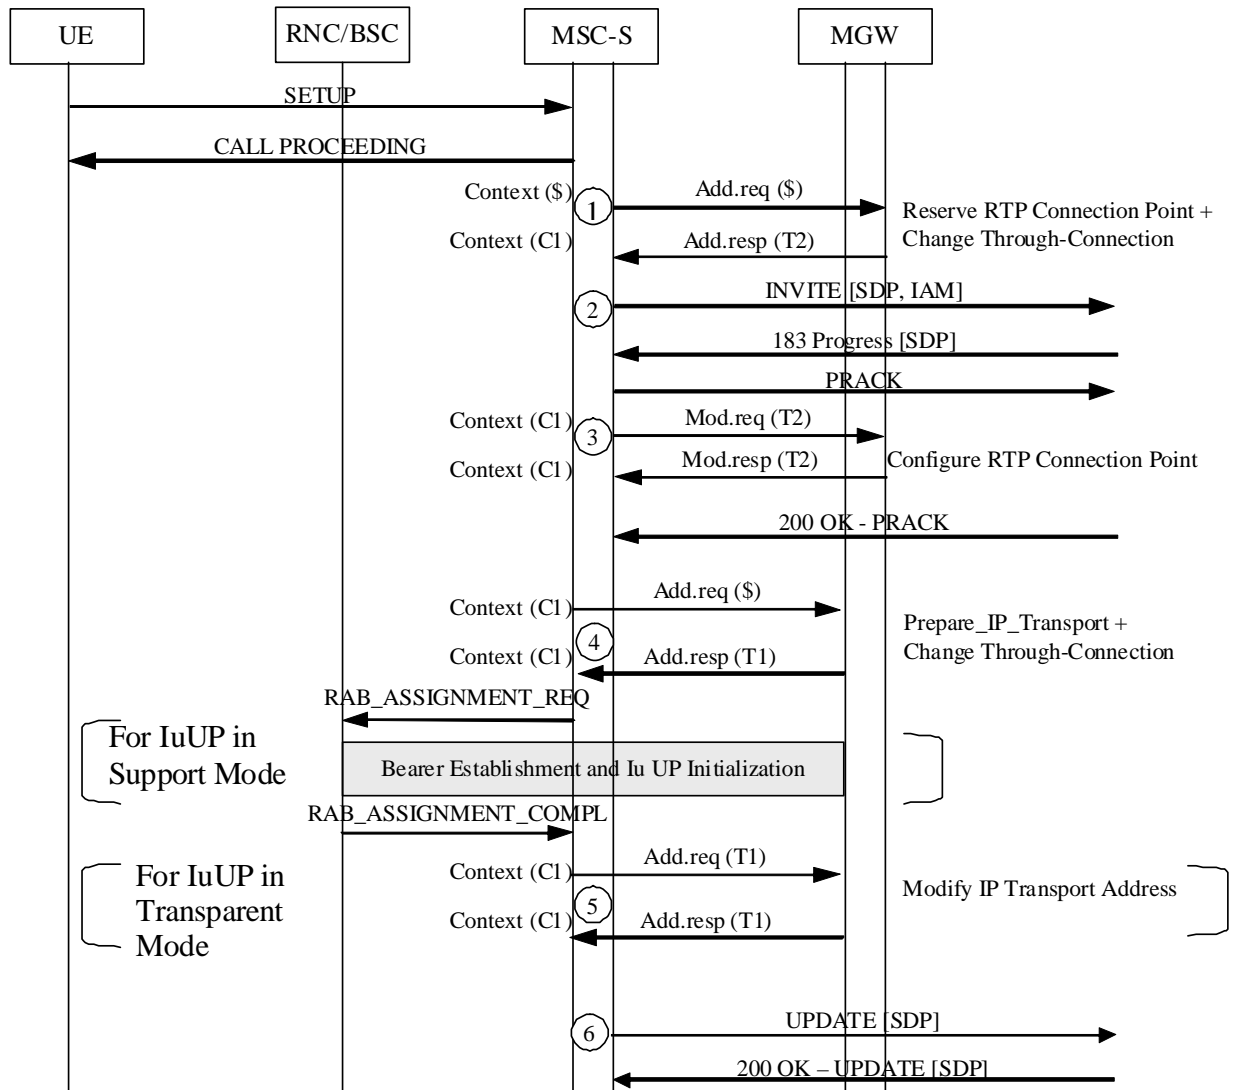 UE
RNC/BSC
MSC-S
MGW
SETUP
CALL PROCEEDING
Context ($)
1
Add.req ($)
Reserve RTP Connection Point +
Change Through-Connection
Context (C1)
Add.resp (T2)
INVITE [SDP, IAM]
2
183 Progress [SDP]
PRACK
Context (C1)
3
Mod.req (T2)
Context (C1)
Mod.resp (T2)
Configure RTP Connection Point
200 OK - PRACK
Context (C1)
Add.req ($)
4
Prepare_IP_Transport +
Change Through-Connection
Context (C1)
Add.resp (T1)
RAB_ASSIGNMENT_REQ
For IuUP in
Support Mode
Bearer Establishment and Iu UP Initialization
RAB_ASSIGNMENT_COMPL
For IuUP in
Transparent
Mode
Context (C1)
Add.req (T1)
5
Modify IP Transport Address
Context (C1)
Add.resp (T1)
6
UPDATE [SDP]
200 OK – UPDATE [SDP]